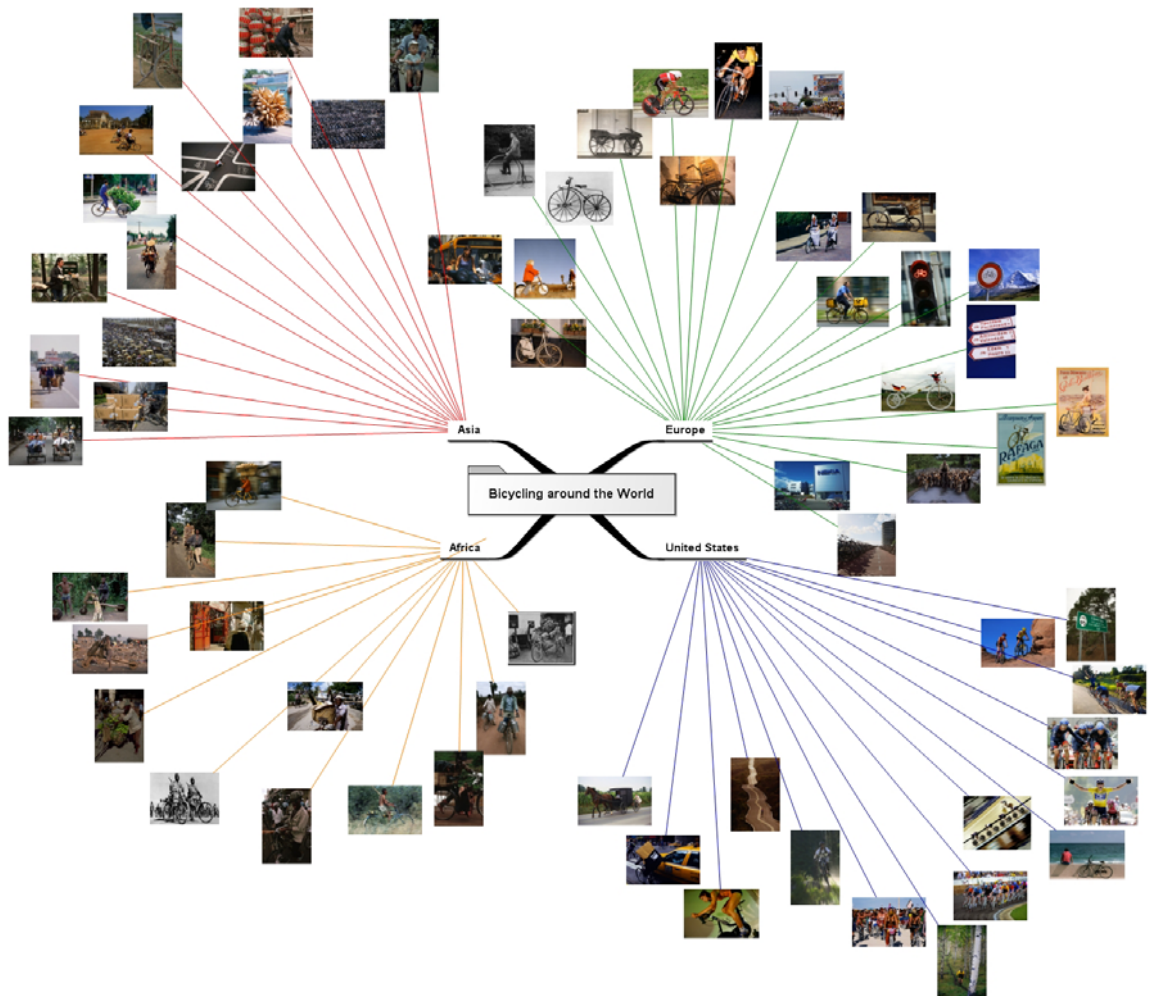 Asia
Europe
RAFAGA
Bicycling around the World
Africa
United States